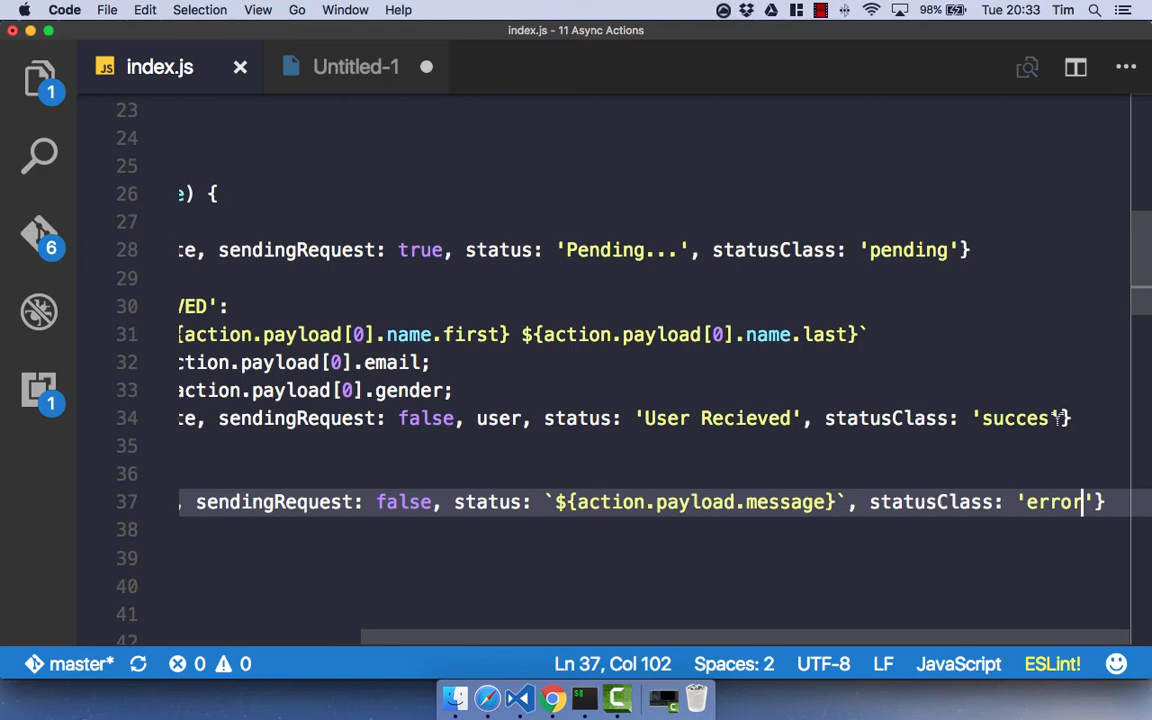 Code File Edit Selection View Go Window Help 98% Tue 20:33 Tim
index.js - 11 Async Actions
JS index.js Untitled-1
1
6
1
23
24
25
26 e) {
27
28 te, sendingRequest: true, status: 'Pending...', statusClass: 'pending'}
29
30 VED':
31 {action.payload[0].name.first} ${action.payload[0].name.last}`
32 ction.payload[0].email;
33 action.payload[0].gender;
34 te, sendingRequest: false, user, status: 'User Recieved', statusClass: 'succes'}
35
36
37 , sendingRequest: false, status: `${action.payload.message}`, statusClass: 'error'}
38
39
40
41
42
master* 0 0 Ln 37, Col 102 Spaces: 2 UTF-8 LF JavaScript ESLint!